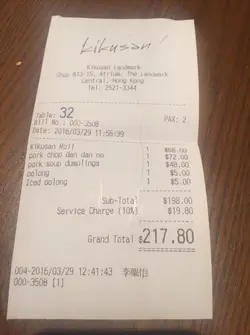 kikusan
Kikusan Landmark
Shop B13-15, Atrium, The Landmark
Central, Hong Kong
Tel: 2521-3344
Table: 32
PAX: 2
Bill No.: 000-3508
Date: 2016/03/29 11:56:39
Kikusan Roll 1 $68.00
pork chop dan dan no 1 $72.00
pork soup dumplings 1 $48.00
oolong 1 $5.00
Iced oolong 1 $5.00
Sub-Total $198.00
Service Charge (10%) $19.80
Grand Total $217.80
004-2016/03/29 12:41:43
000-3508 [1]